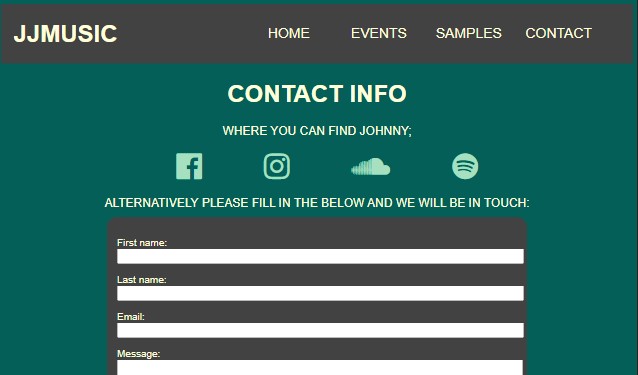 JJMUSIC HOME EVENTS SAMPLES CONTACT
CONTACT INFO
WHERE YOU CAN FIND JOHNNY;
ALTERNATIVELY PLEASE FILL IN THE BELOW AND WE WILL BE IN TOUCH:
First name:
Last name:
Email:
Message: